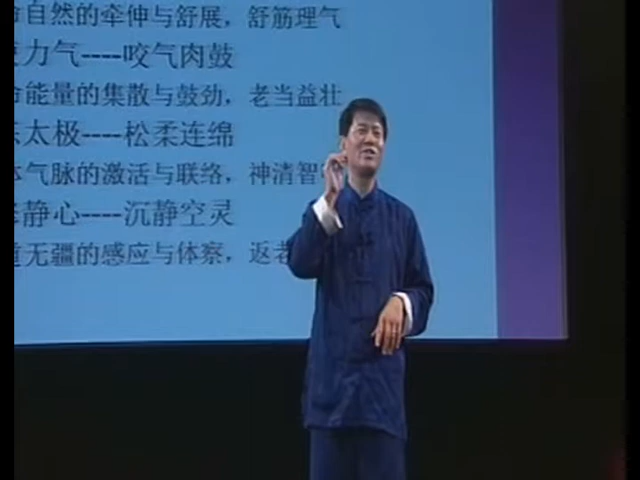 自然的牵伸与舒展，舒筋理气
力气----咬气肉鼓
能量的集散与鼓劲，老当益壮
太极----松柔连绵
气脉的激活与联络，神清智
静心----沉静空灵
无疆的感应与体察，返